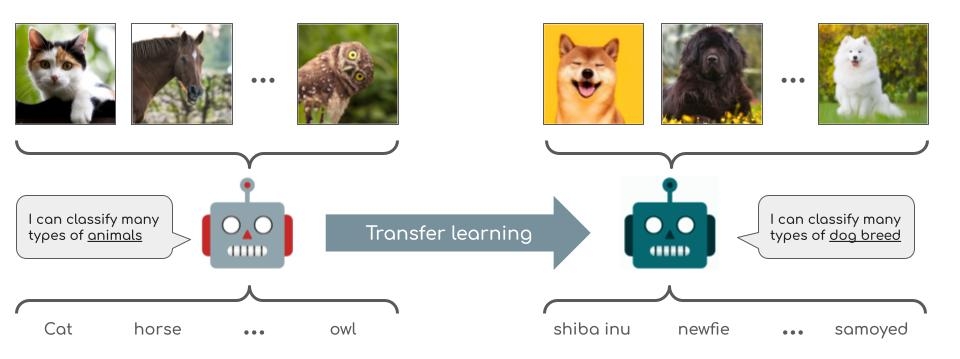 I can classify many
types of animals
Transfer learning
I can classify many
types of dog breed
Cat horse ... owl
shiba inu newfie ... samoyed